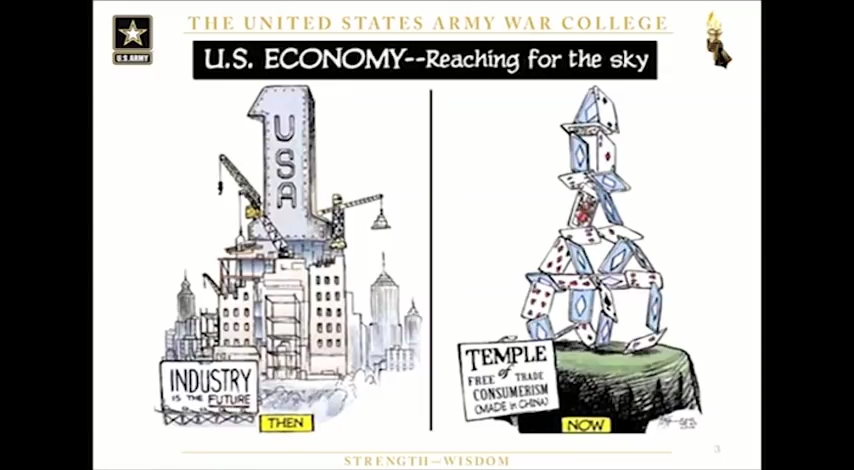 THE UNITED STATES ARMY WAR COLLEGE
U.S. ARMY
U.S. ECONOMY--Reaching for the sky
1
USA
INDUSTRY
IS THE FUTURE
THEN
TEMPLE
of
FREE TRADE
CONSUMERISM
(MADE in CHINA)
NOW
3
STRENGTH—WISDOM